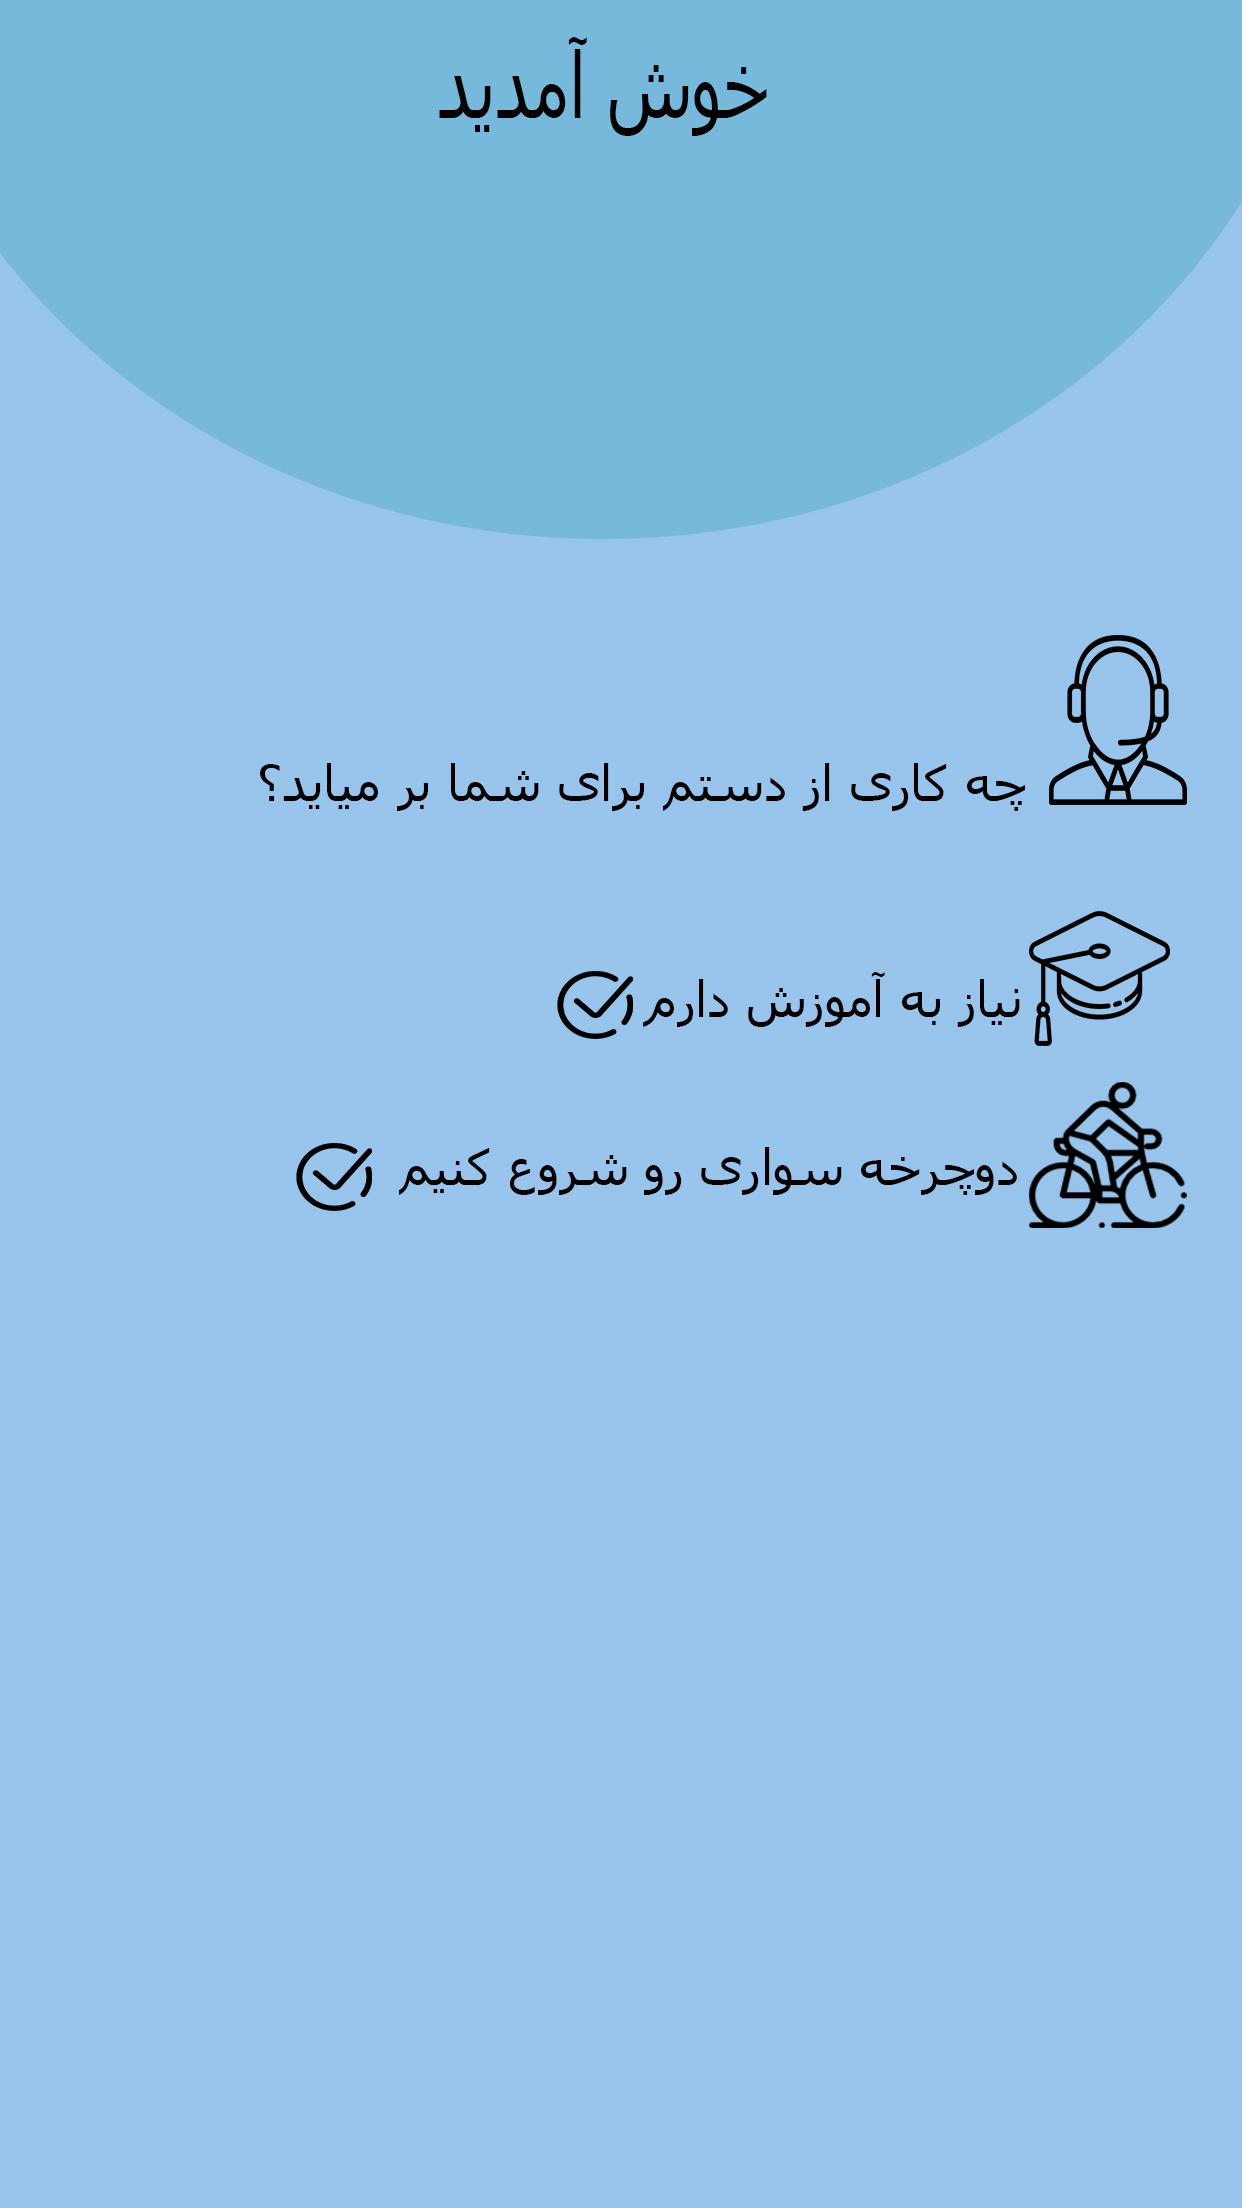 خوش آمدید
چه کاری از دستم برای شما بر میاید؟
نیاز به آموزش دارم
دوچرخه سواری رو شروع کنیم